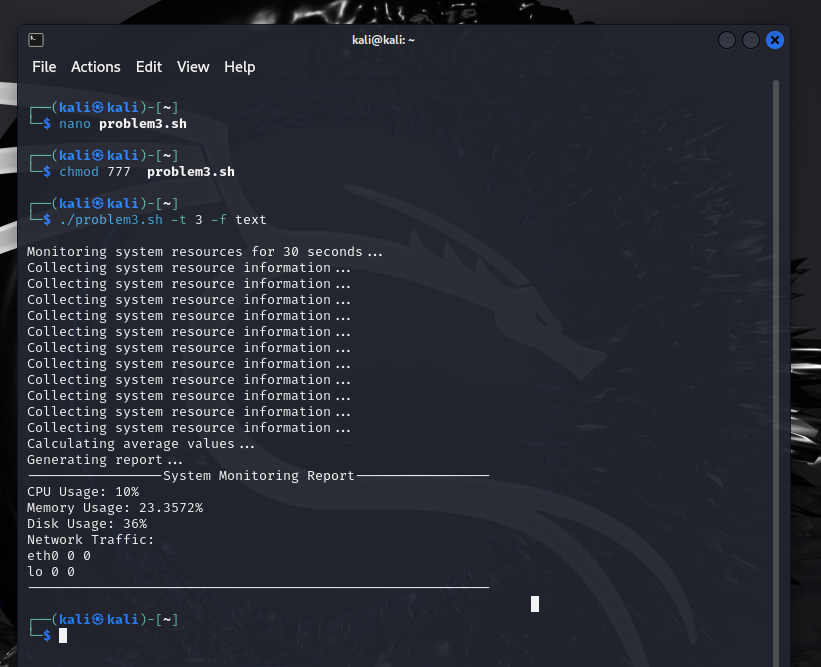 kali@kali: ~
File Actions Edit View Help
┌──(kali㉿kali)-[~]
└─$ nano problem3.sh
┌──(kali㉿kali)-[~]
└─$ chmod 777  problem3.sh
┌──(kali㉿kali)-[~]
└─$ ./problem3.sh -t 3 -f text
Monitoring system resources for 30 seconds...
Collecting system resource information...
Collecting system resource information...
Collecting system resource information...
Collecting system resource information...
Collecting system resource information...
Collecting system resource information...
Collecting system resource information...
Collecting system resource information...
Collecting system resource information...
Collecting system resource information...
Collecting system resource information...
Calculating average values...
Generating report...
-----------------System Monitoring Report-----------------
CPU Usage: 10%
Memory Usage: 23.3572%
Disk Usage: 36%
Network Traffic:
eth0 0 0
lo 0 0
----------------------------------------------------------
┌──(kali㉿kali)-[~]
└─$